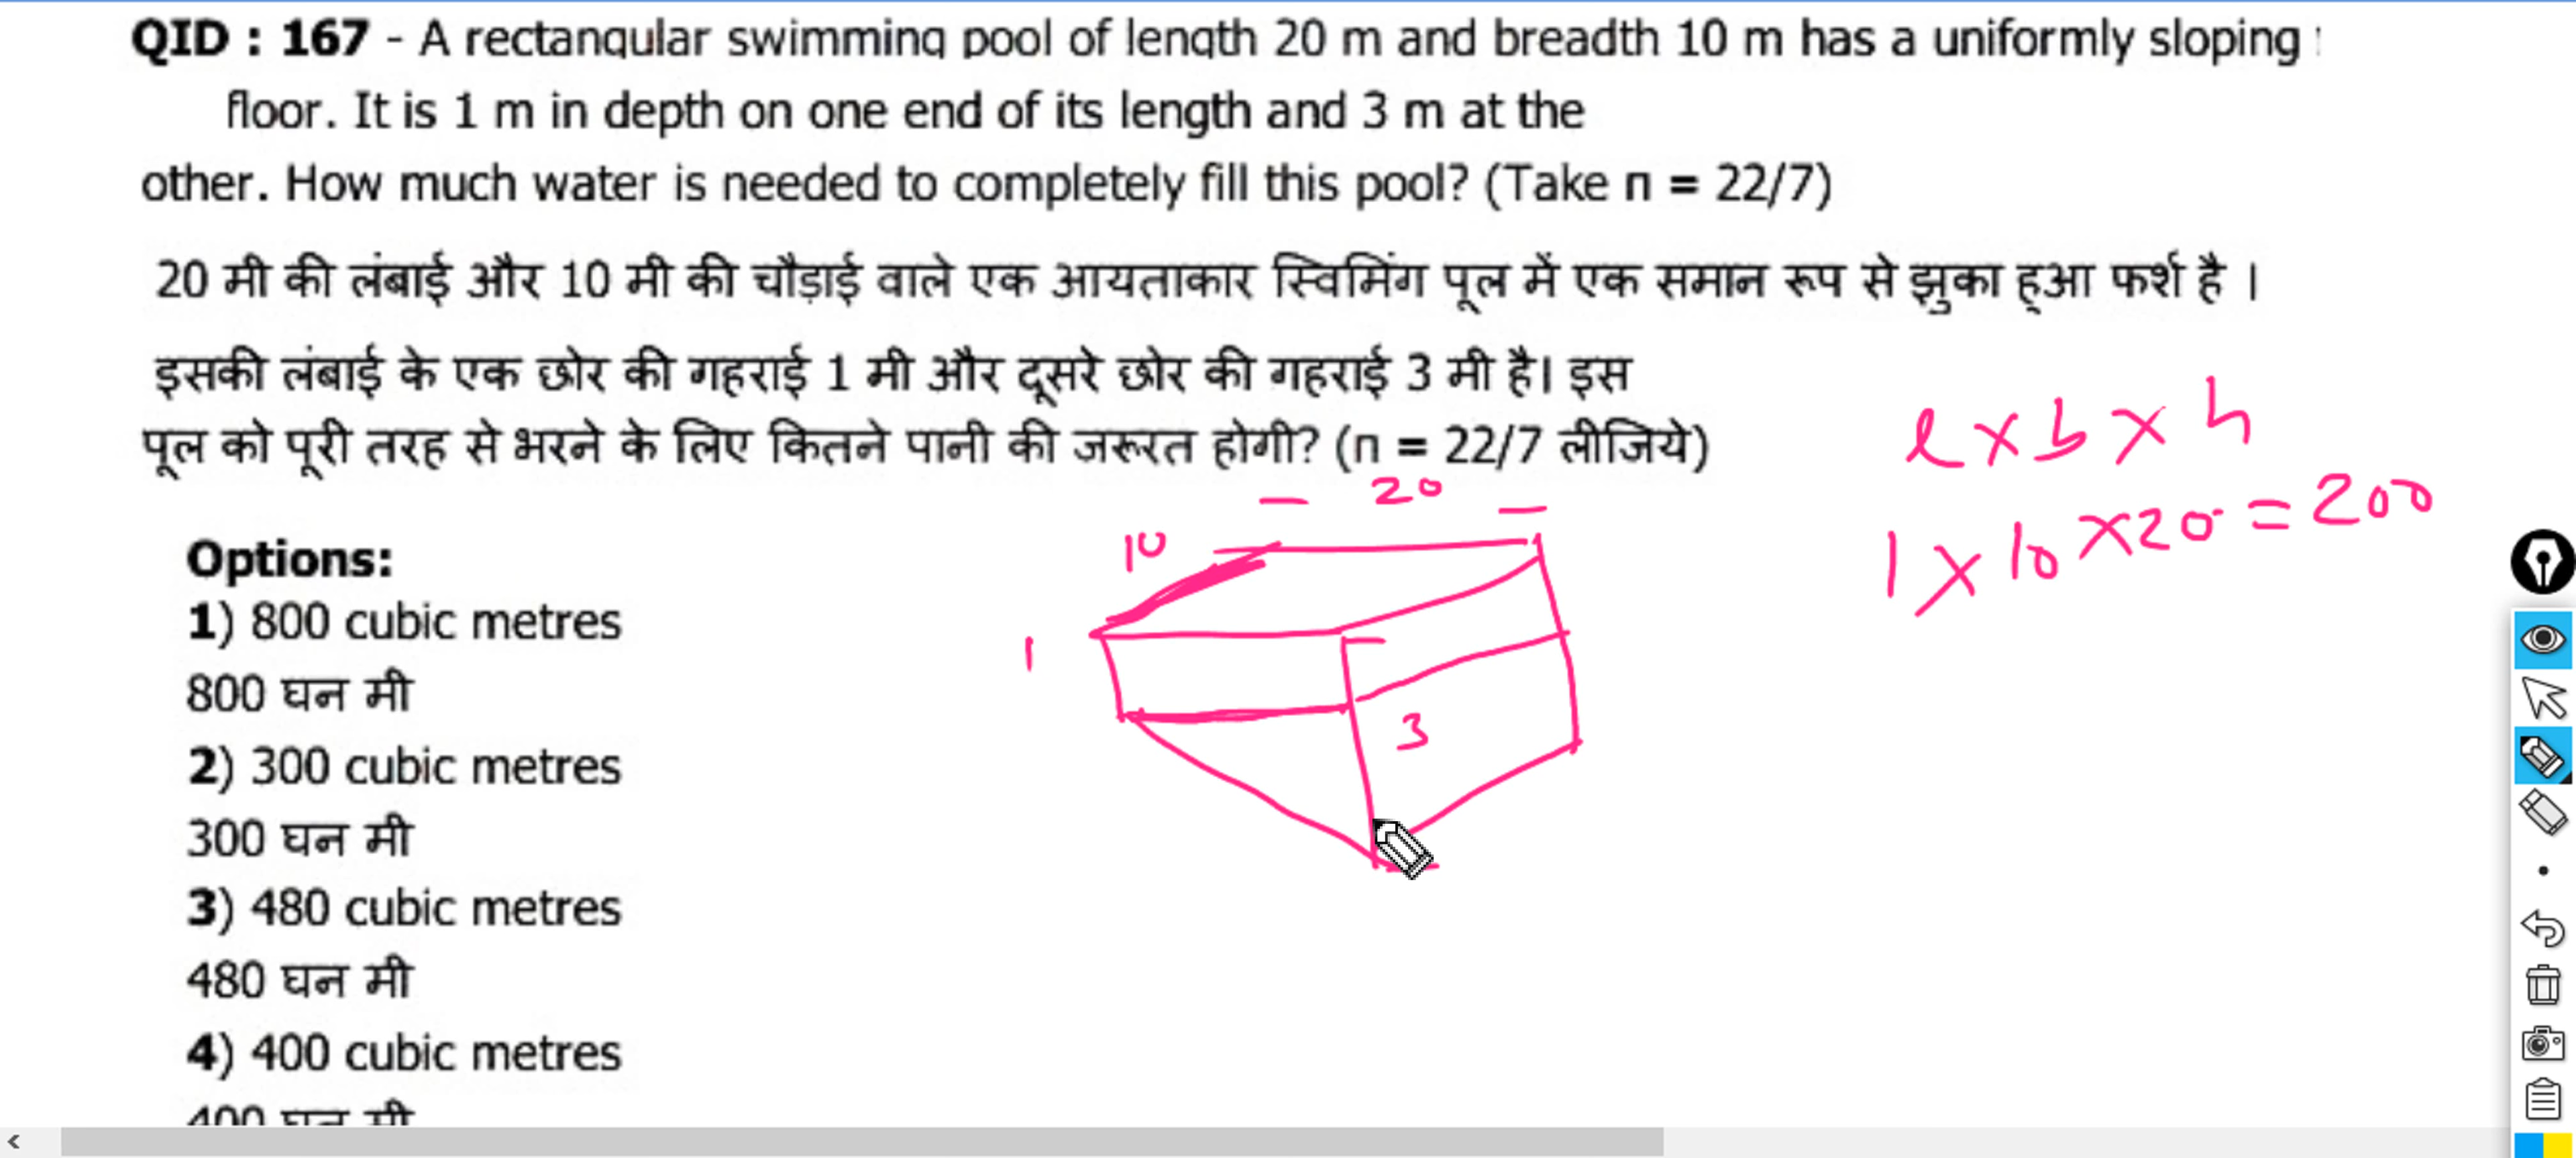 QID : 167 - A rectangular swimming pool of length 20 m and breadth 10 m has a uniformly sloping
floor. It is 1 m in depth on one end of its length and 3 m at the
other. How much water is needed to completely fill this pool? (Take п = 22/7)
20 मी की लंबाई और 10 मी की चौड़ाई वाले एक आयताकार स्विमिंग पूल में एक समान रूप से झुका हुआ फर्श है ।
इसकी लंबाई के एक छोर की गहराई 1 मी और दूसरे छोर की गहराई 3 मी है। इस
पूल को पूरी तरह से भरने के लिए कितने पानी की जरूरत होगी? (п = 22/7 लीजिये)
l × b × h
1 × 10 × 20 = 200
20
10
1
3
Options:
1) 800 cubic metres
800 घन मी
2) 300 cubic metres
300 घन मी
3) 480 cubic metres
480 घन मी
4) 400 cubic metres
400 घन मी